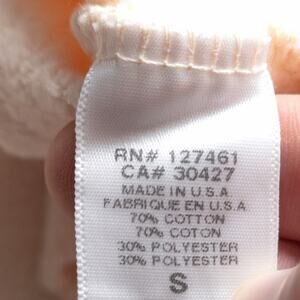 RN# 127461
CA# 30427
MADE IN U.S.A
FABRIQUE EN U.S.A
70% COTTON
70% COTON
30% POLYESTER
30% POLYESTER
S